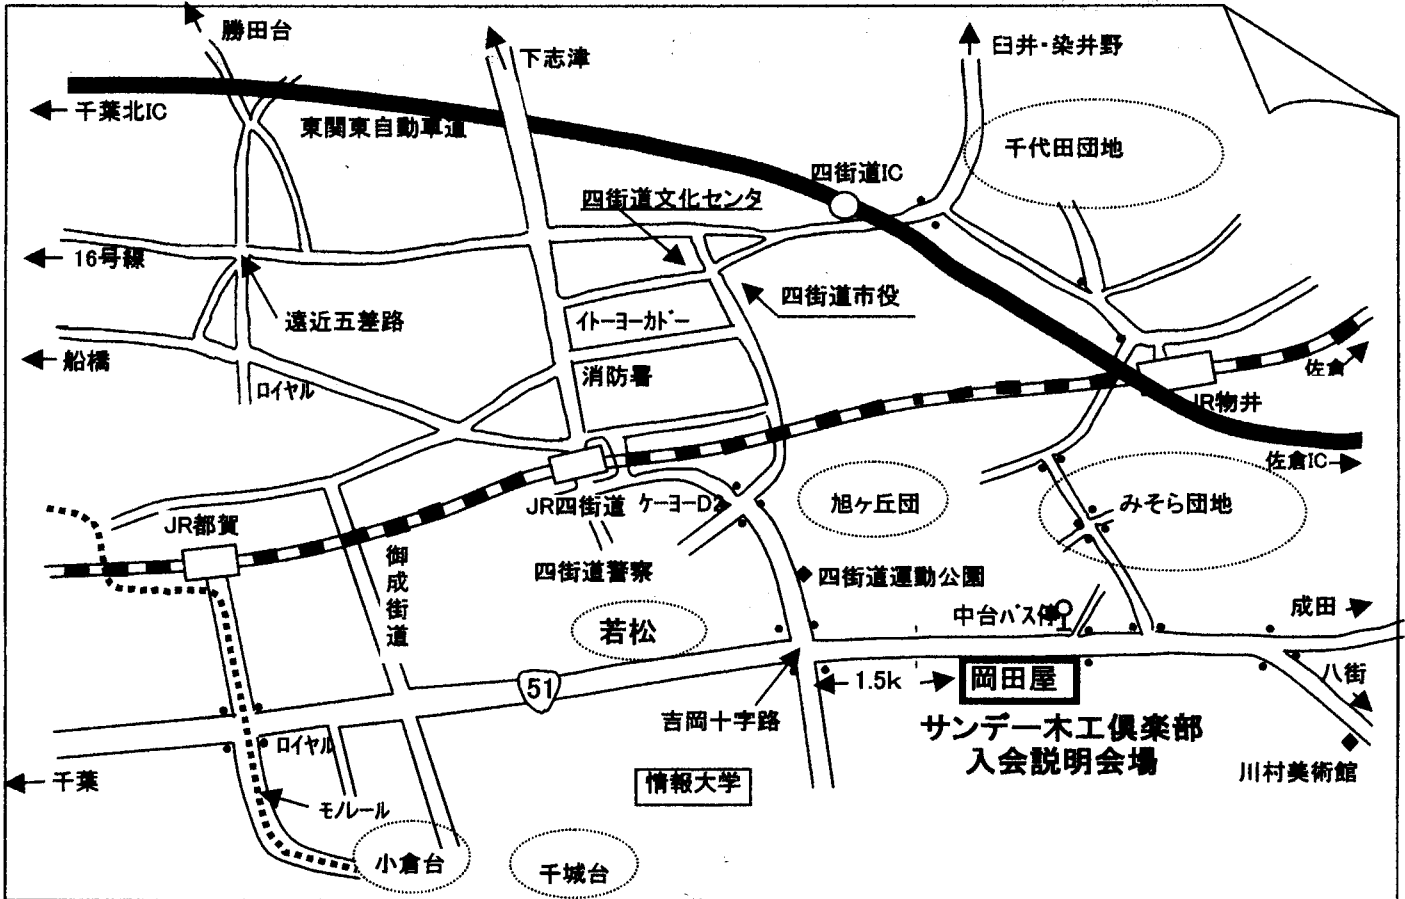 勝田台
下志津
臼井・染井野
千葉北IC
東関東自動車道
千代田団地
四街道IC
四街道文化センタ
16号線
四街道市役
遠近五差路
イトーヨーカドー
船橋
消防署
ロイヤル
佐倉
JR物井
佐倉IC
JR四街道
ケーヨーD2
旭ヶ丘団
みそら団地
JR都賀
御成街道
四街道警察
四街道運動公園
中台バス停
成田
若松
八街
51
1.5k
岡田屋
吉岡十字路
サンデー木工倶楽部
入会説明会場
ロイヤル
千葉
情報大学
川村美術館
モノレール
小倉台
千城台